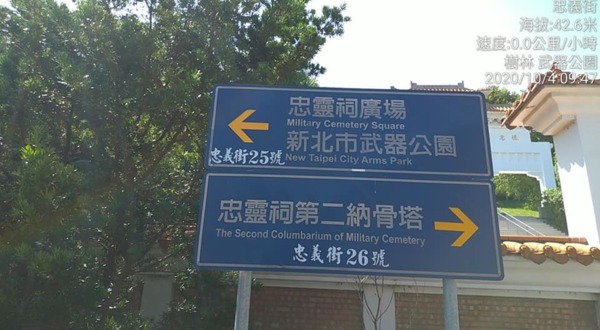 忠義街
海拔:42.6米
速度:0.0公里/小時
樹林 武器公園
2020/10/4 09:47
忠靈祠廣場
Military Cemetery Square
新北市武器公園
New Taipei City Arms Park
忠義街25號
忠靈祠第二納骨塔
The Second Columbarium of Military Cemetery
忠義街26號